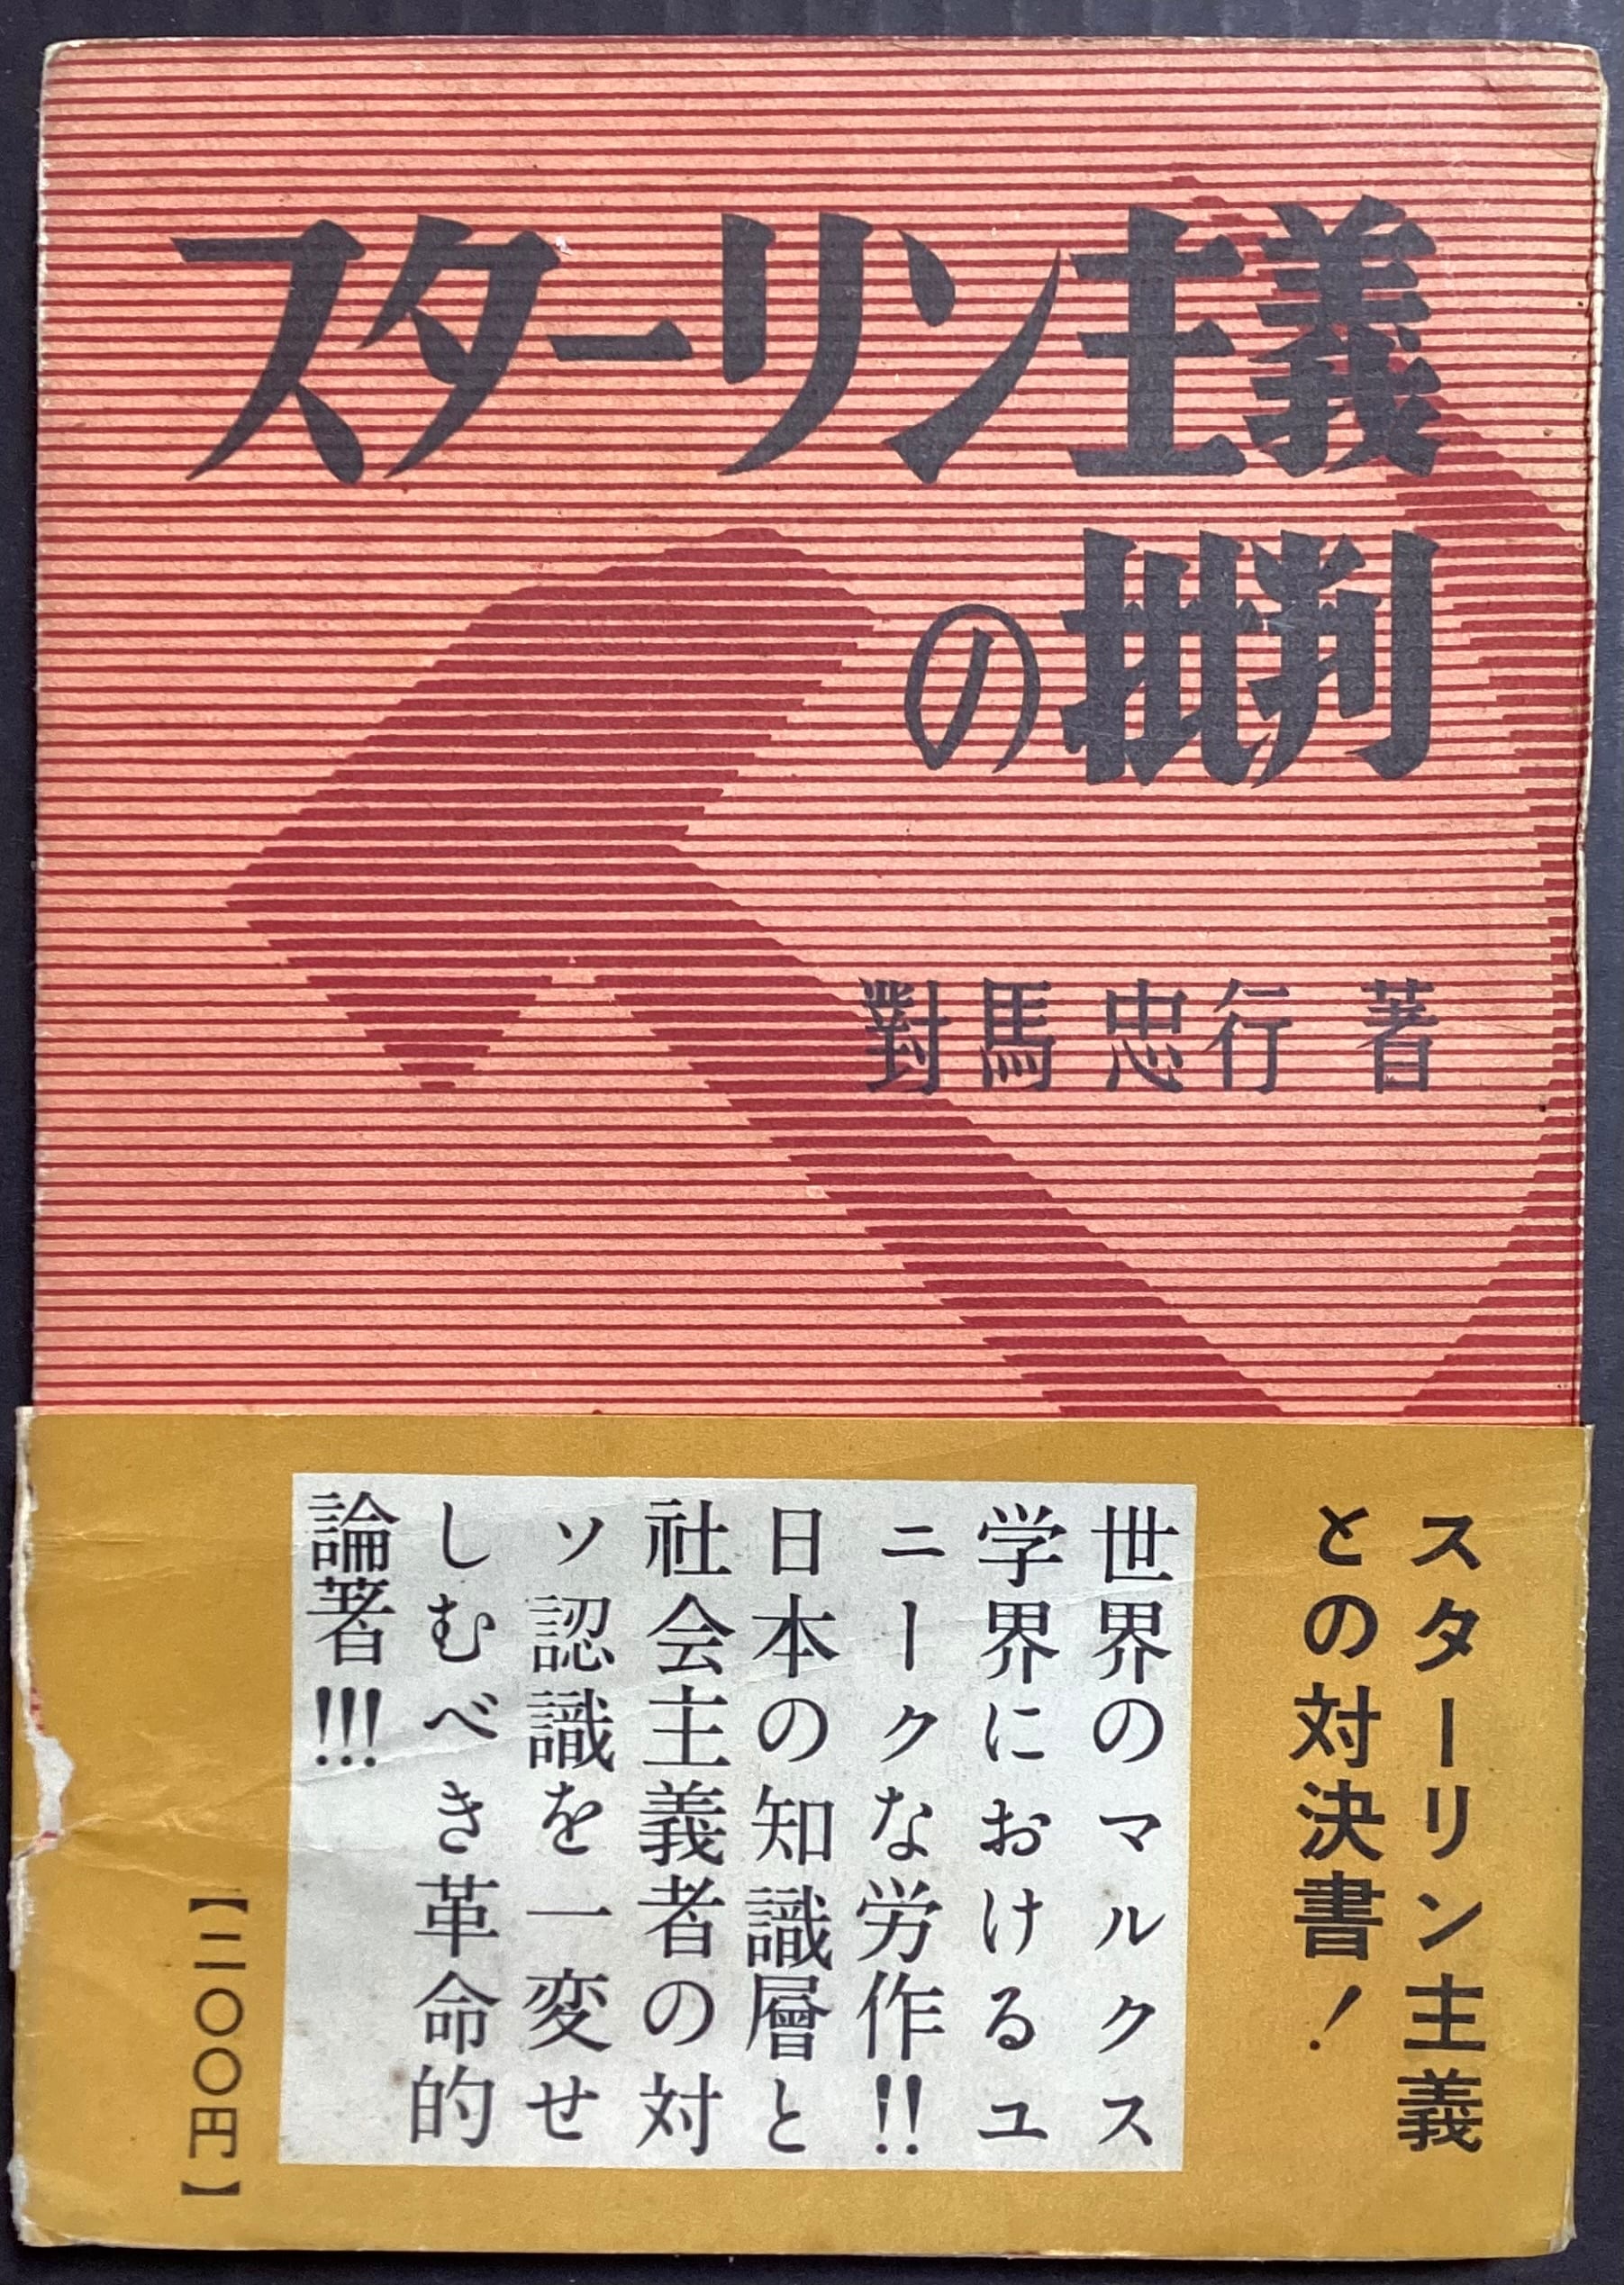 スターリン主義
の批判
對馬忠行 著
スターリン主義
との対決書!
世界のマルクス
学界におけるユ
ニークな労作!!
日本の知識層と
社会主義者の対
ソ認識を一変せ
しむべき革命的
論著!!!
【二〇〇円】